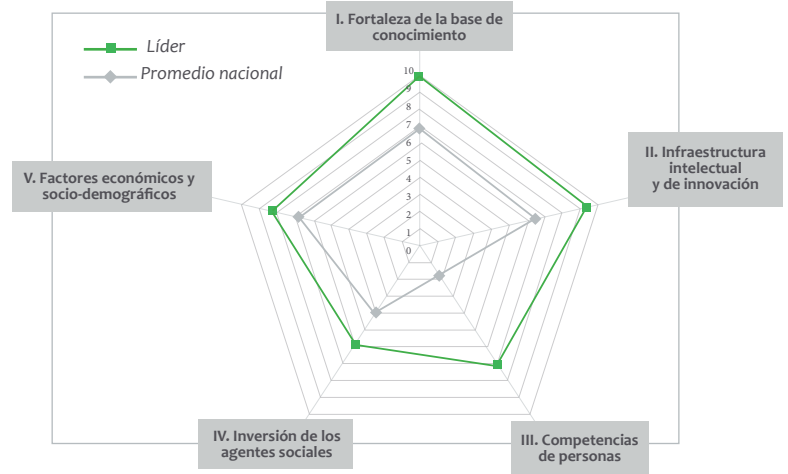 I. Fortaleza de la base de
conocimiento
Líder
Promedio nacional
10
9
8
7
6
5
4
3
2
1
0
II. Infraestructura
intelectual
y de innovación
V. Factores económicos y
socio-demográficos
IV. Inversión de los
agentes sociales
III. Competencias
de personas